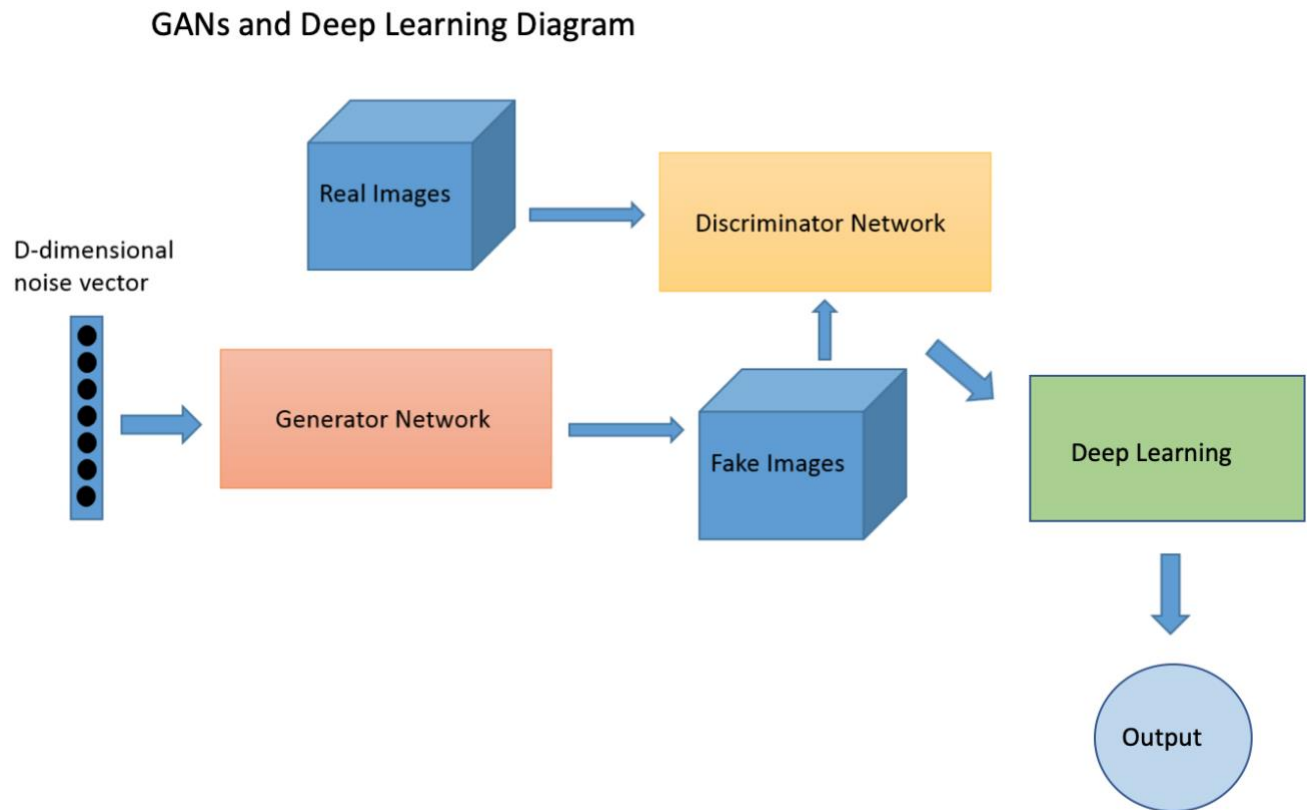 GANs and Deep Learning Diagram
Real Images
Discriminator Network
D-dimensional
noise vector
Generator Network
Fake Images
Deep Learning
Output